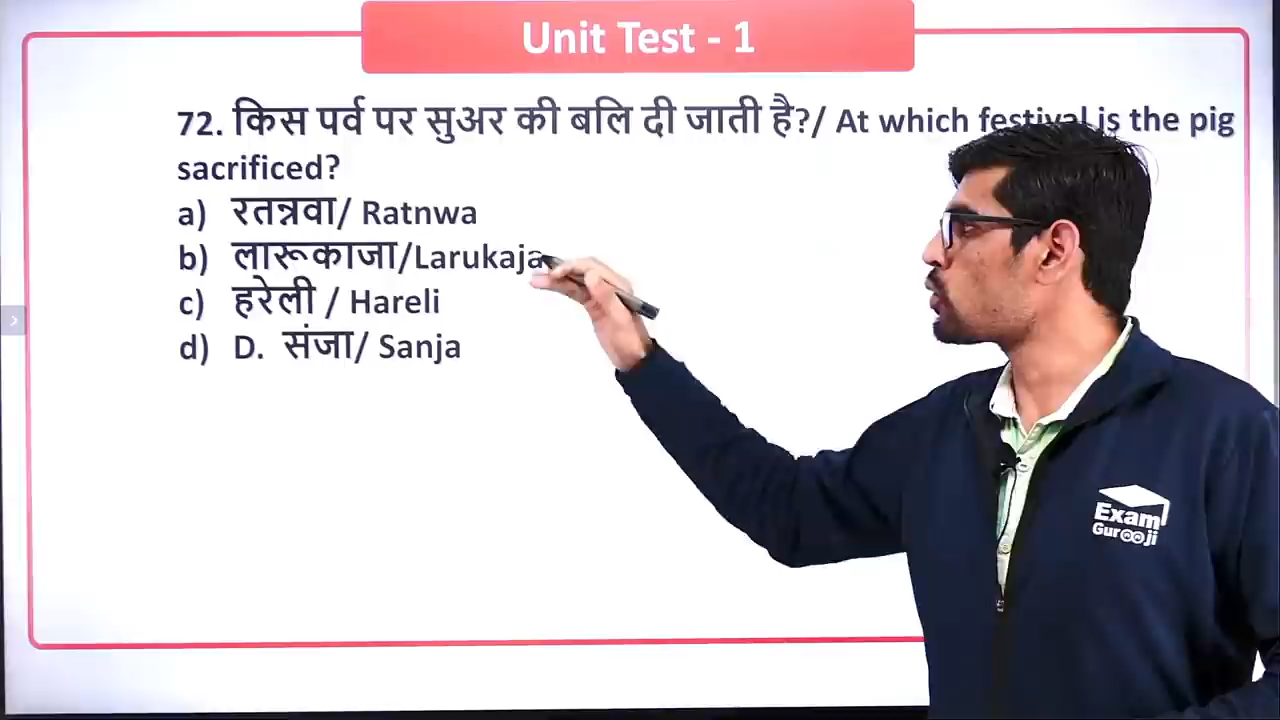 Unit Test - 1
72. किस पर्व पर सुअर की बलि दी जाती है?/ At which festival is the pig
sacrificed?
a) रतन्नवा/ Ratnwa
b) लारूकाजा/Larukaja
c) हरेली / Hareli
d) D. संजा/ Sanja
Exam
Gurooji